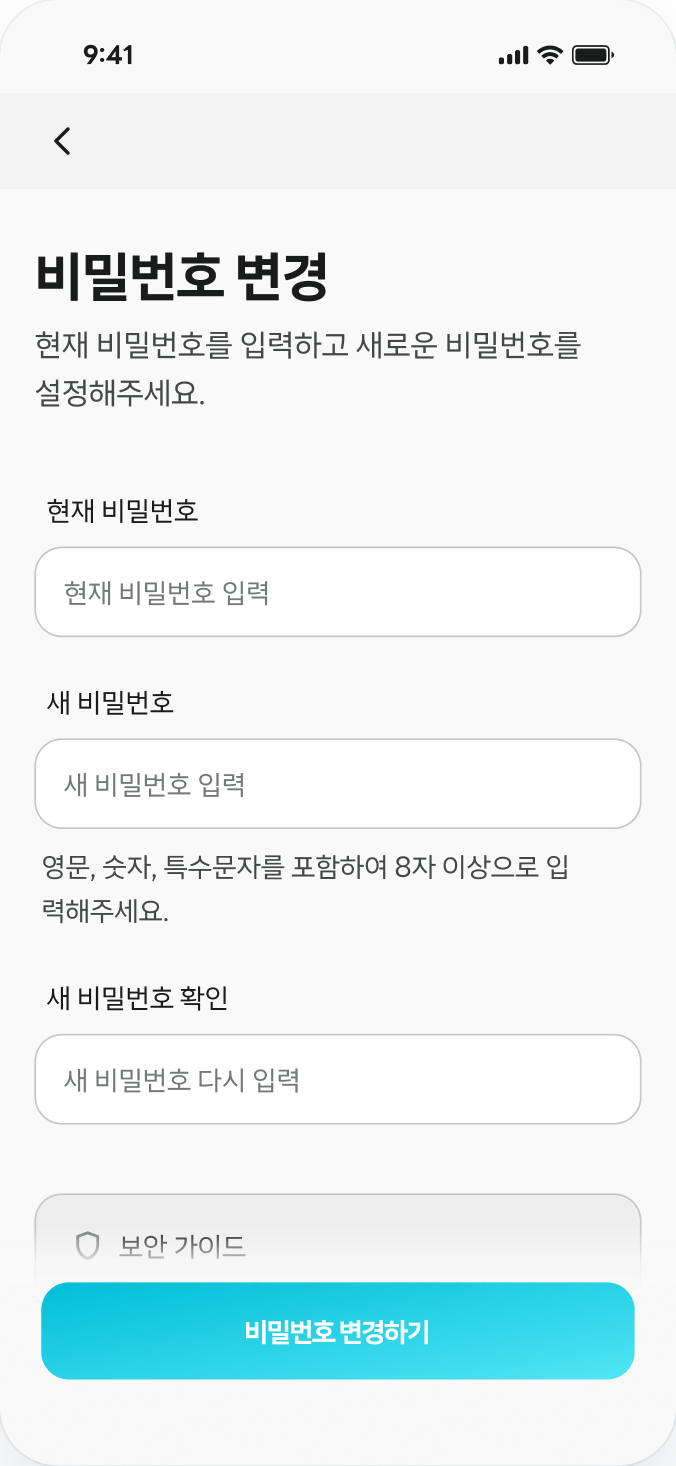 9:41
비밀번호 변경
현재 비밀번호를 입력하고 새로운 비밀번호를
설정해주세요.
현재 비밀번호
현재 비밀번호 입력
새 비밀번호
새 비밀번호 입력
영문, 숫자, 특수문자를 포함하여 8자 이상으로 입
력해주세요.
새 비밀번호 확인
새 비밀번호 다시 입력
보안 가이드
비밀번호 변경하기